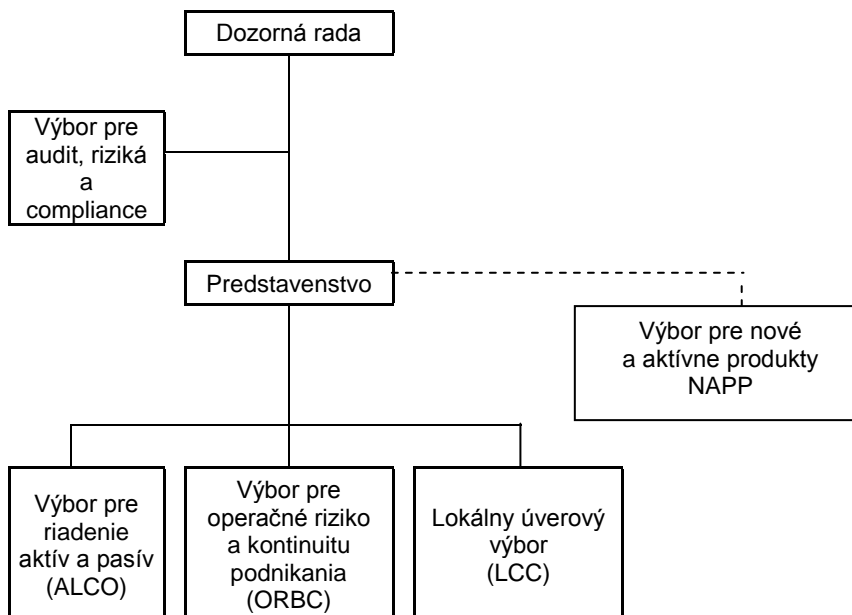 Dozorná rada
Výbor pre
audit, riziká
a
compliance
Predstavenstvo
Výbor pre nové
a aktívne produkty
NAPP
Výbor pre
riadenie
aktív a pasív
(ALCO)
Výbor pre
operačné riziko
a kontinuitu
podnikania
(ORBC)
Lokálny úverový
výbor
(LCC)